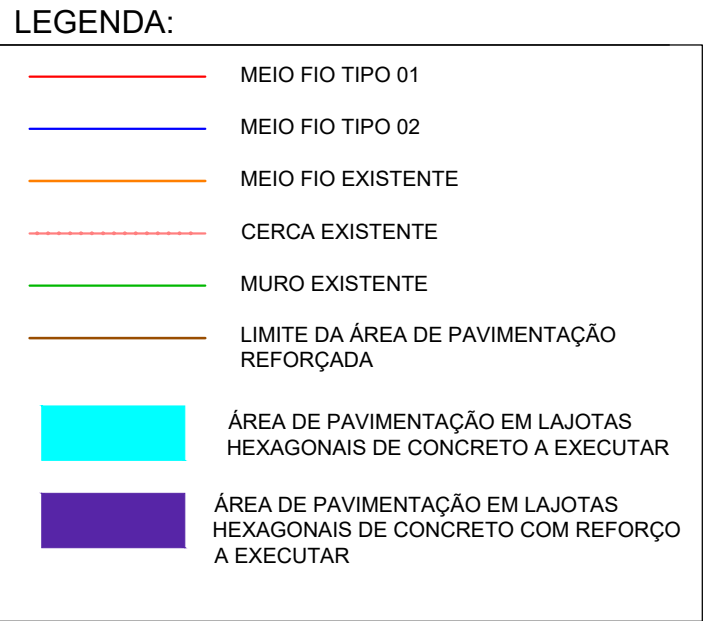 LEGENDA:
MEIO FIO TIPO 01
MEIO FIO TIPO 02
MEIO FIO EXISTENTE
CERCA EXISTENTE
MURO EXISTENTE
LIMITE DA ÁREA DE PAVIMENTAÇÃO
REFORÇADA
ÁREA DE PAVIMENTAÇÃO EM LAJOTAS
HEXAGONAIS DE CONCRETO A EXECUTAR
ÁREA DE PAVIMENTAÇÃO EM LAJOTAS
HEXAGONAIS DE CONCRETO COM REFORÇO
A EXECUTAR